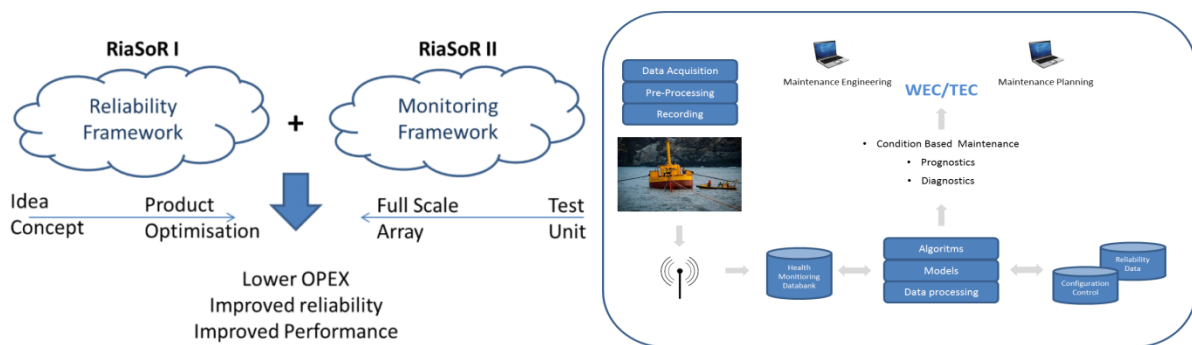 RiaSoR I
Reliability
Framework
+
RiaSoR II
Monitoring
Framework
Idea
Concept
Product
Optimisation
Full Scale
Array
Test
Unit
Lower OPEX
Improved reliability
Improved Performance
Data Acquisition
Pre-Processing
Recording
Maintenance Engineering
Maintenance Planning
WEC/TEC
• Condition Based Maintenance
• Prognostics
• Diagnostics
Health
Monitoring
Databank
Algoritms
Models
Data processing
Reliability
Data
Configuration
Control